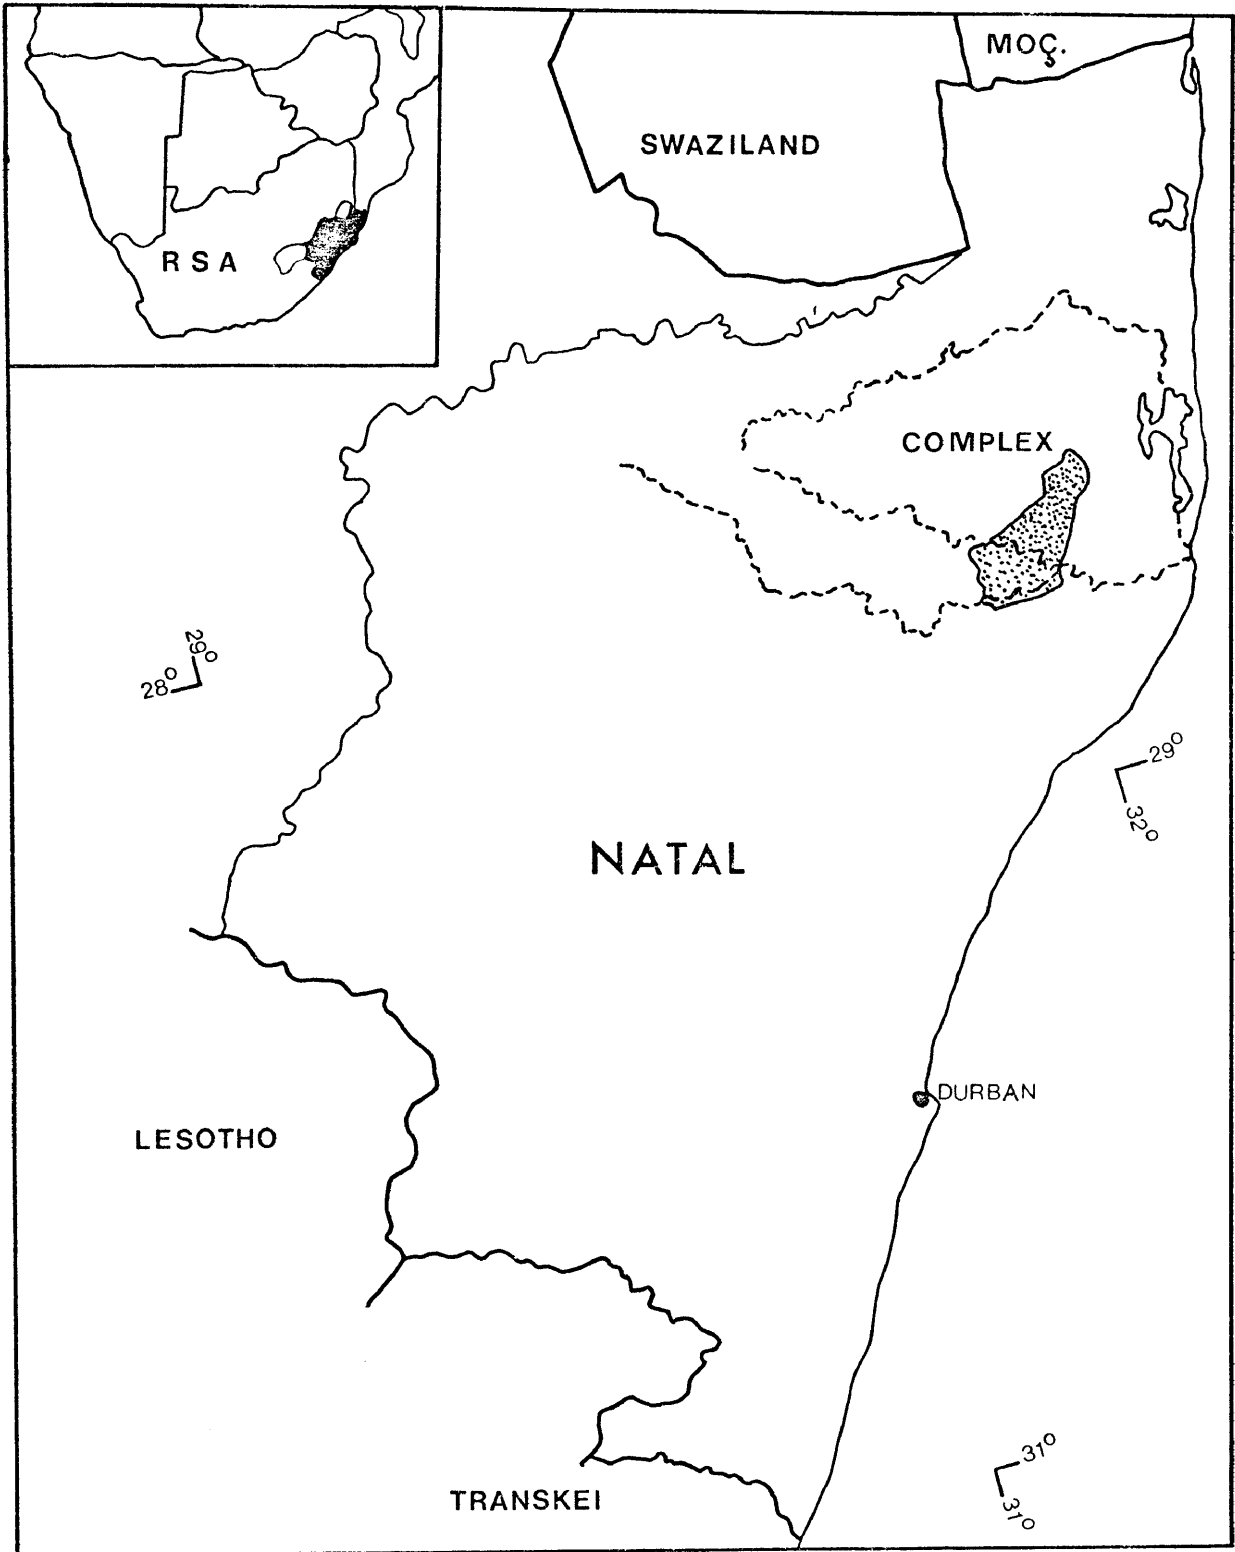 MOÇ.
SWAZILAND
RSA
COMPLEX
29°
28°
29°
32°
NATAL
DURBAN
LESOTHO
31°
31°
TRANSKEI